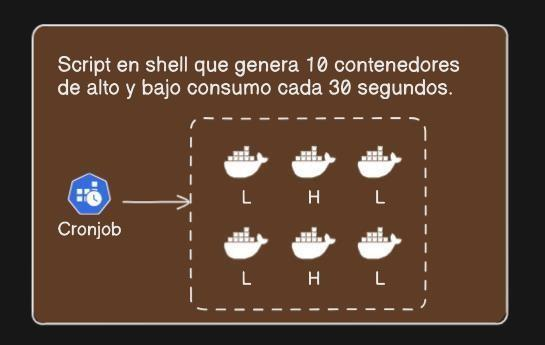 Script en shell que genera 10 contenedores
de alto y bajo consumo cada 30 segundos.
L H L
Cronjob
L H L